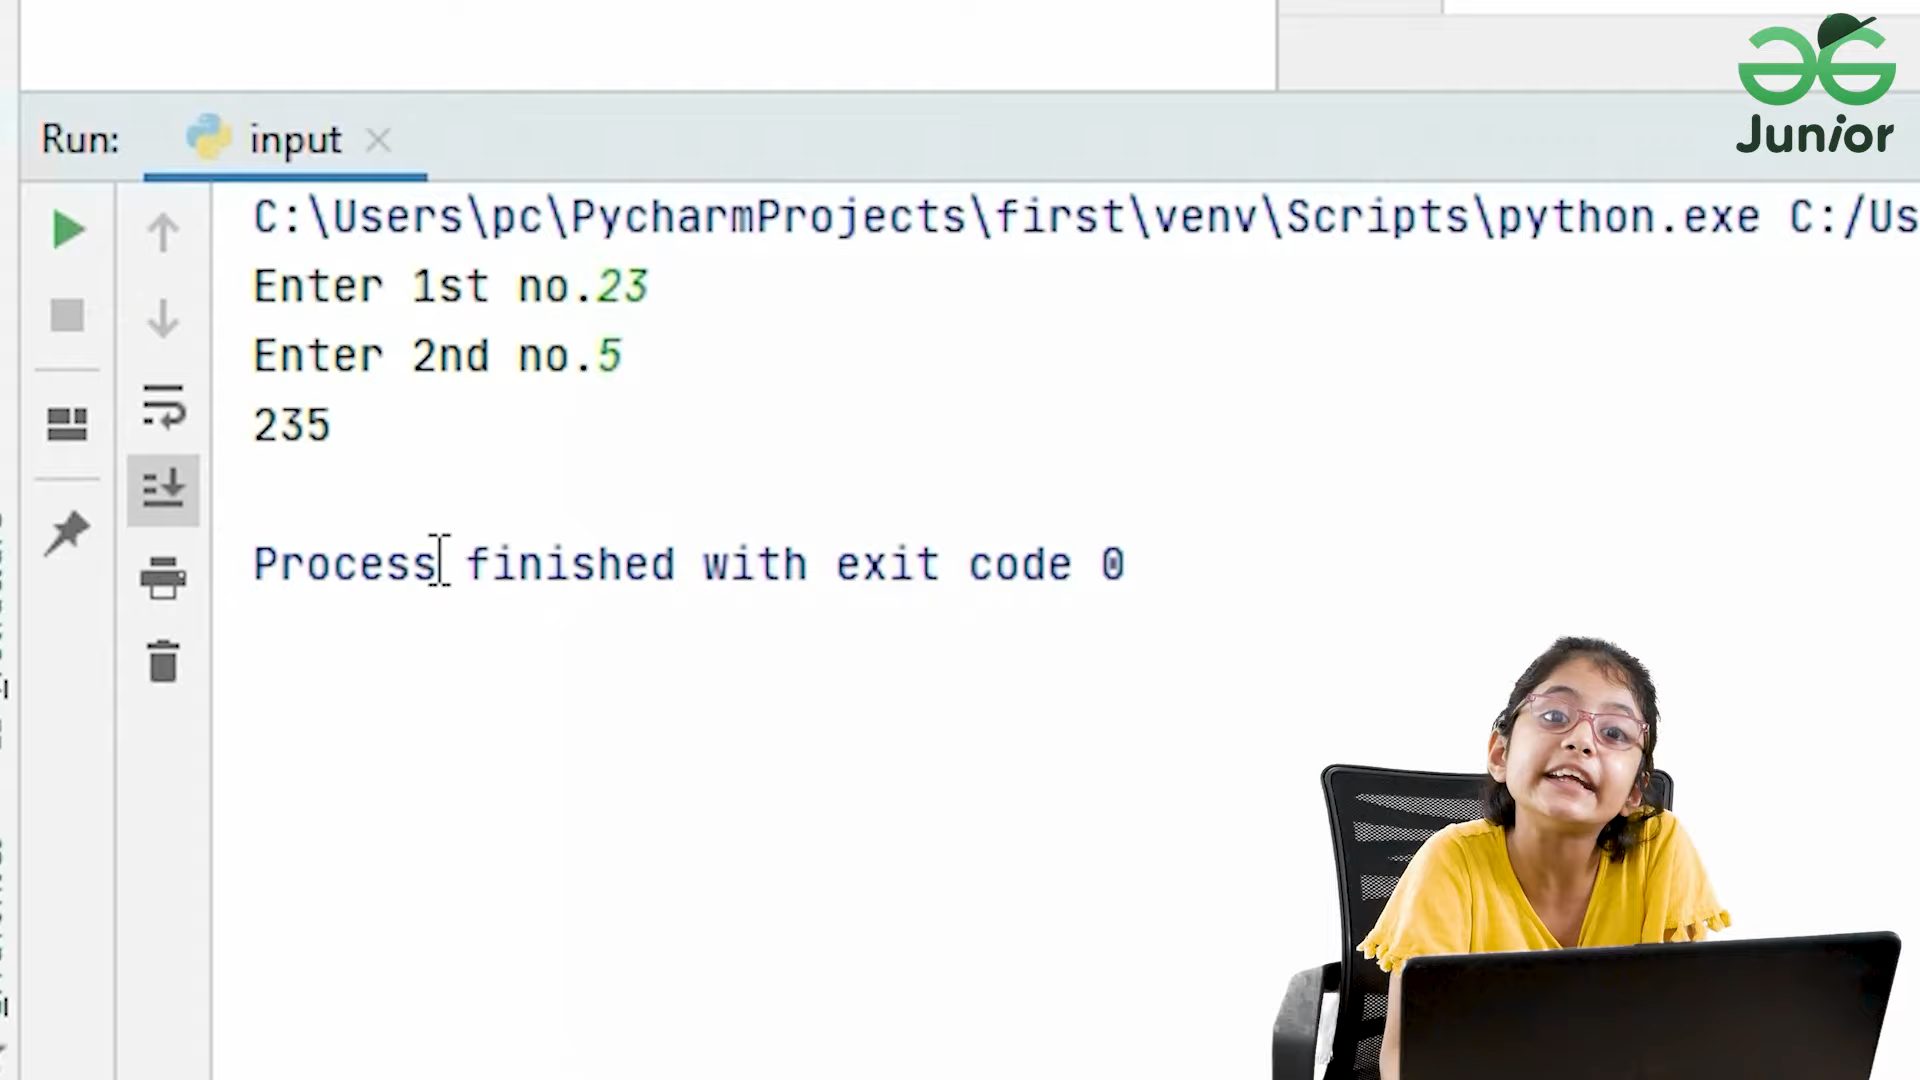 Junior
Run: input
C:\Users\pc\PycharmProjects\first\venv\Scripts\python.exe C:/Us
Enter 1st no.23
Enter 2nd no.5
235
Process finished with exit code 0